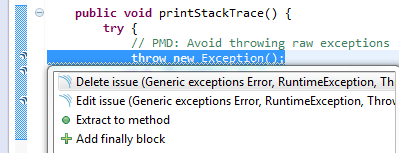 public void printStackTrace() {
try {
// PMD: Avoid throwing raw exceptions
throw new Exception();
Delete issue (Generic exceptions Error, RuntimeException, Thro
Edit issue (Generic exceptions Error, RuntimeException, Throw
Extract to method
Add finally block